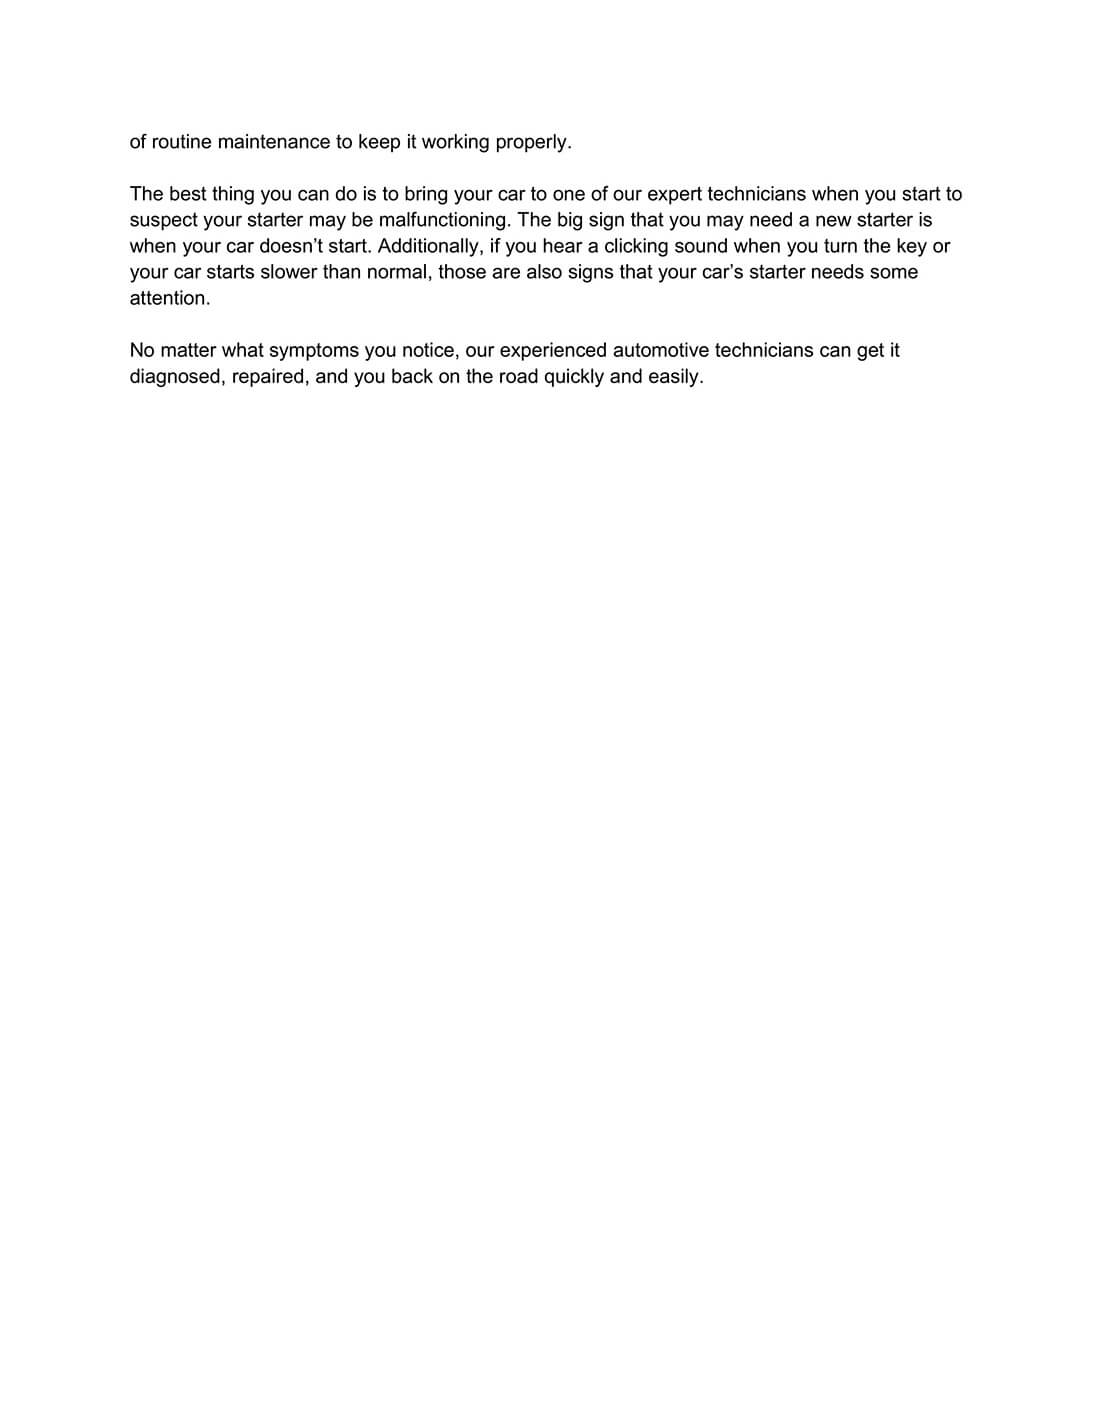 of routine maintenance to keep it working properly.
The best thing you can do is to bring your car to one of our expert technicians when you start to
suspect your starter may be malfunctioning. The big sign that you may need a new starter is
when your car doesn’t start. Additionally, if you hear a clicking sound when you turn the key or
your car starts slower than normal, those are also signs that your car’s starter needs some
attention.
No matter what symptoms you notice, our experienced automotive technicians can get it
diagnosed, repaired, and you back on the road quickly and easily.